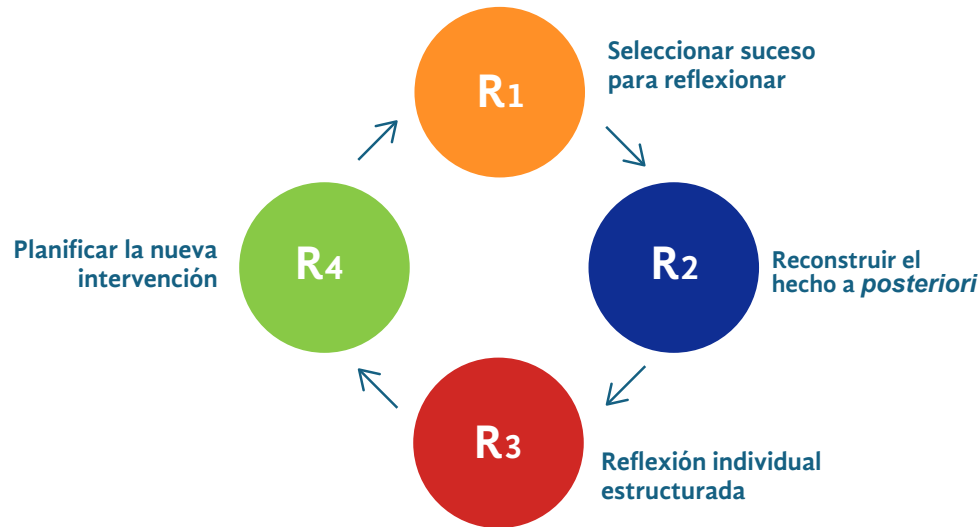 R1
Seleccionar suceso
para reflexionar
R2
Reconstruir el
hecho a posteriori
R3
Reflexión individual
estructurada
R4
Planificar la nueva
intervención